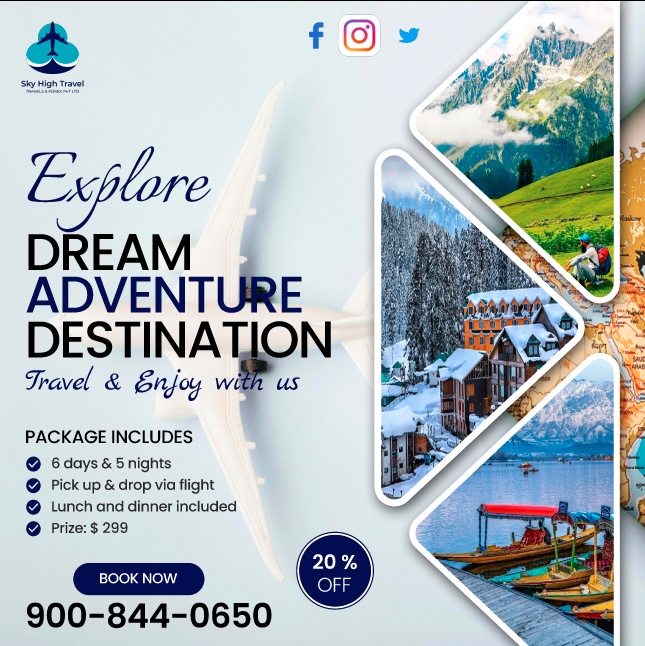 Sky High Travel
TRAVELS & FOREX PVT LTD
Explore
DREAM
ADVENTURE
DESTINATION
Travel & Enjoy with us
PACKAGE INCLUDES
6 days & 5 nights
Pick up & drop via flight
Lunch and dinner included
Prize: $ 299
BOOK NOW
20 %
OFF
900-844-0650